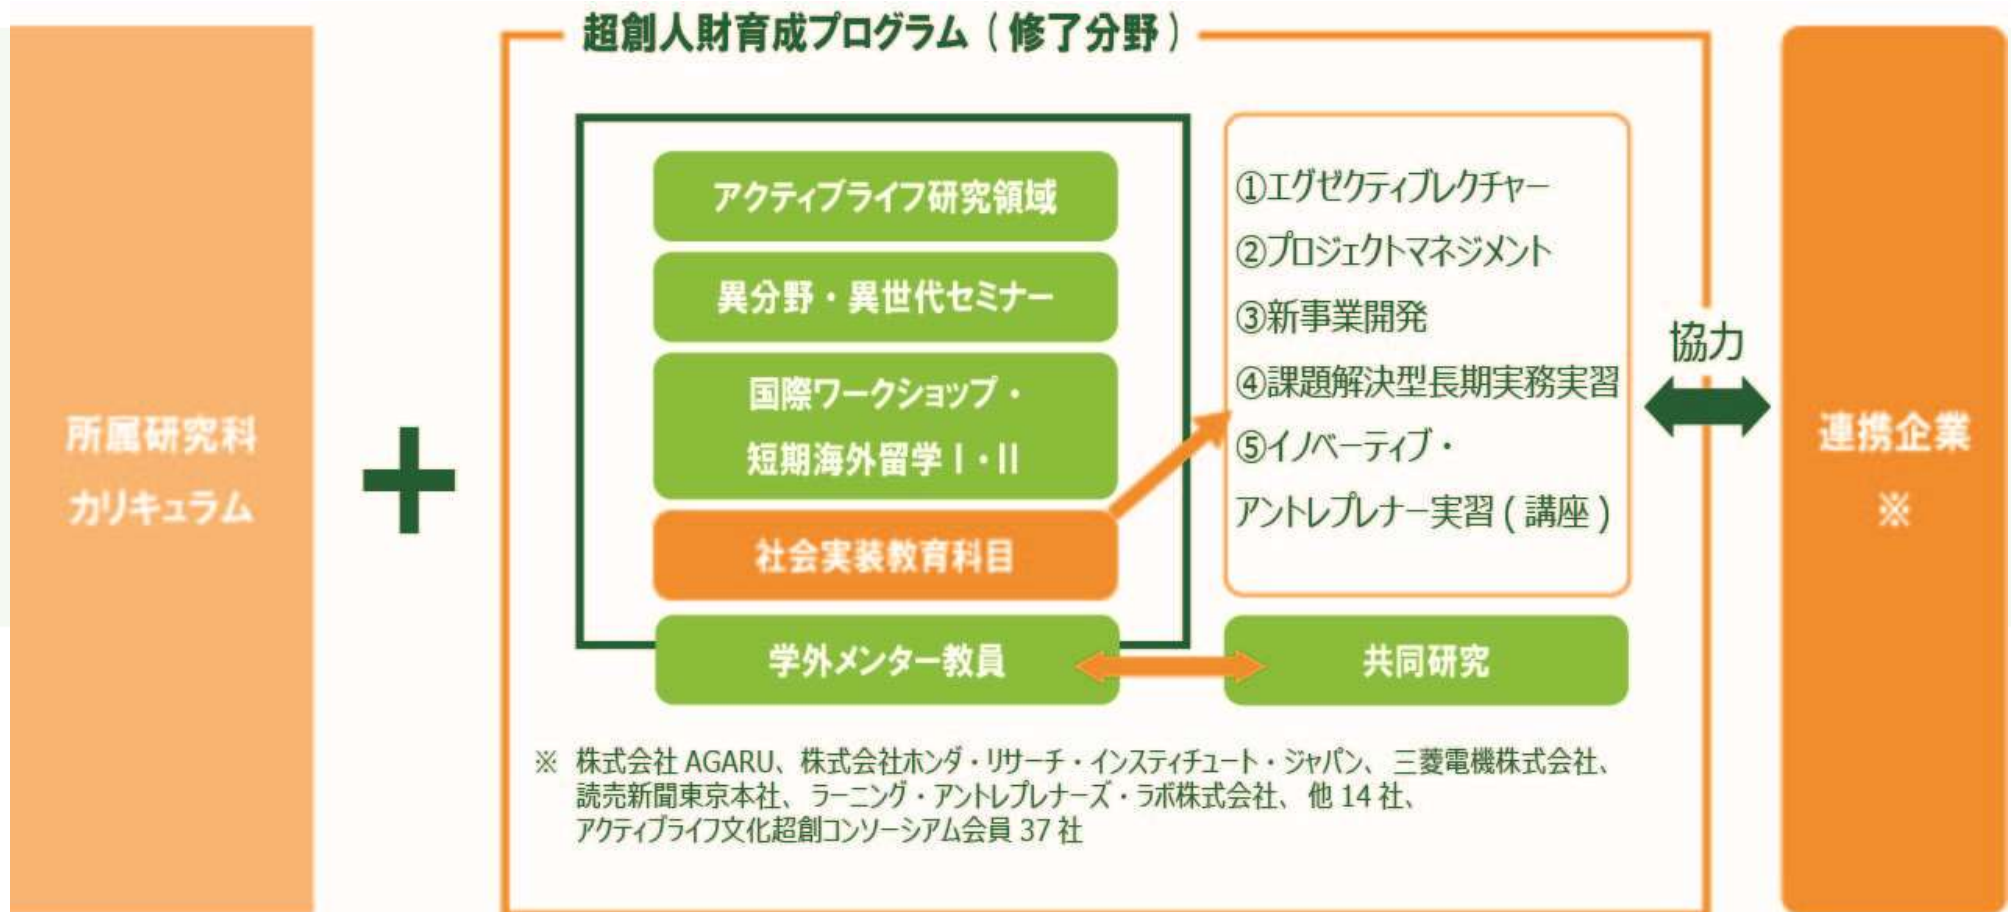 超創人財育成プログラム ( 修了分野 )
所属研究科
カリキュラム
アクティブライフ研究領域
異分野・異世代セミナー
国際ワークショップ・
短期海外留学Ⅰ・Ⅱ
社会実装教育科目
学外メンター教員
①エグゼクティブレクチャー
②プロジェクトマネジメント
③新事業開発
④課題解決型長期実務実習
⑤イノベーティブ・
アントレプレナー実習 ( 講座 )
共同研究
協力
連携企業
※
※ 株式会社 AGARU、株式会社ホンダ・リサーチ・インスティチュート・ジャパン、三菱電機株式会社、
読売新聞東京本社、ラーニング・アントレプレナーズ・ラボ株式会社、他 14 社、
アクティブライフ文化超創コンソーシアム会員 37 社